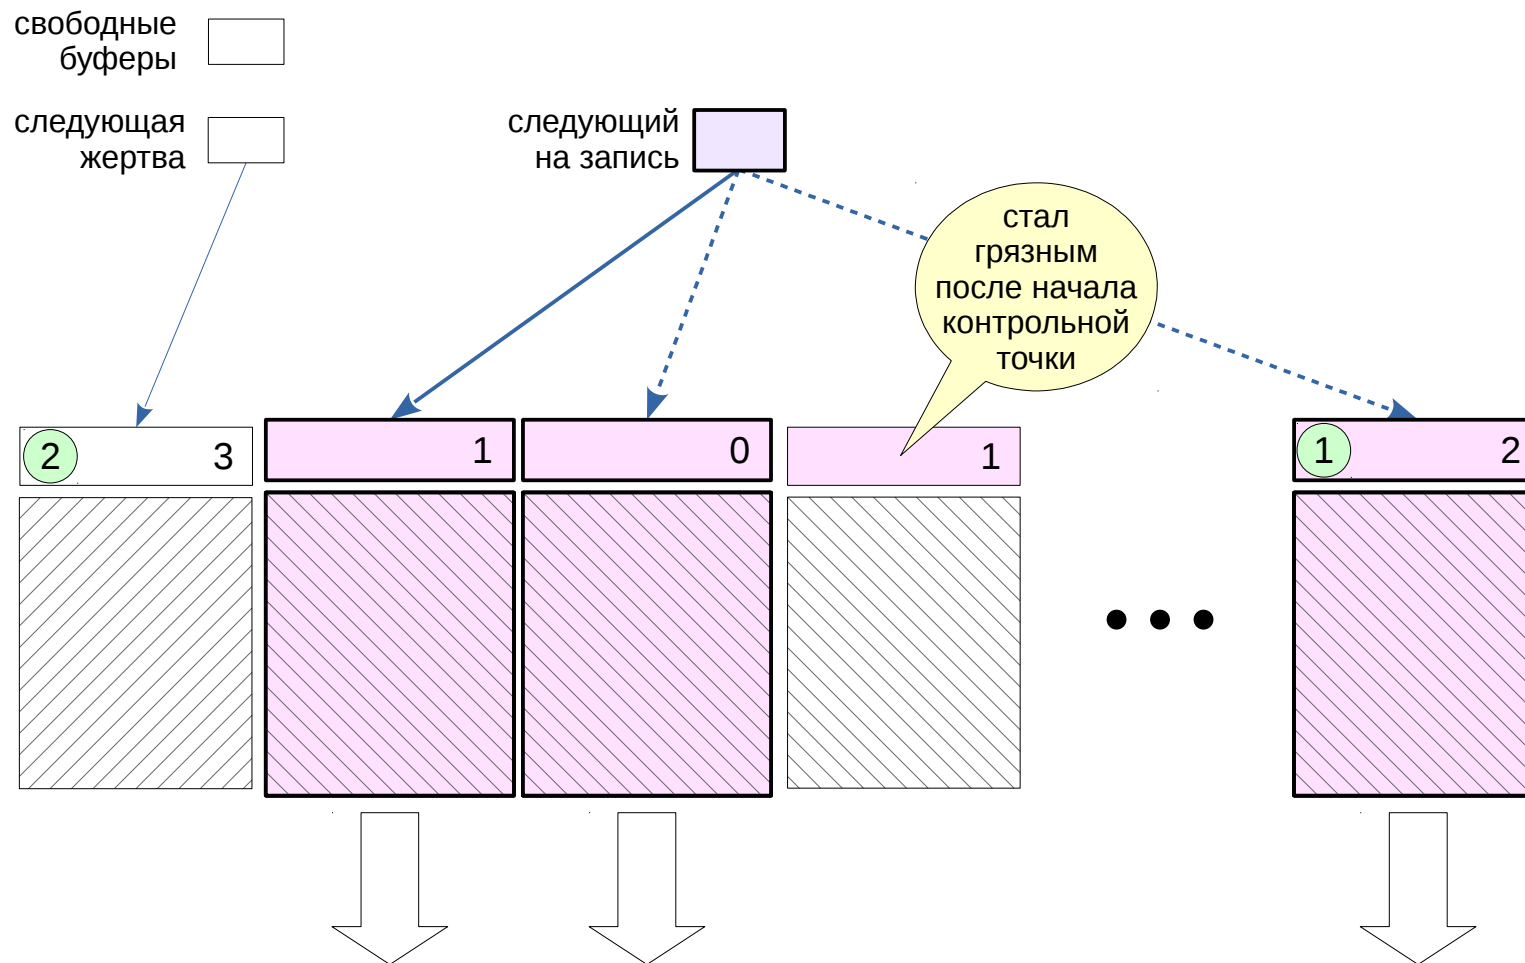 свободные
буферы
следующая
жертва
следующий
на запись
стал
грязным
после начала
контрольной
точки
2 3
1
0
1
1 2